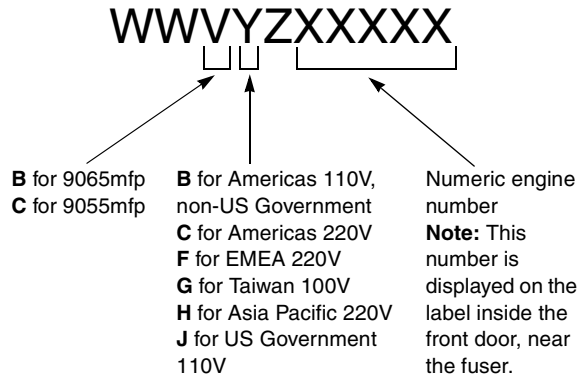 WWVYZXXXXX
B for 9065mfp
C for 9055mfp
B for Americas 110V,
non-US Government
C for Americas 220V
F for EMEA 220V
G for Taiwan 100V
H for Asia Pacific 220V
J for US Government
110V
Numeric engine
number
Note: This
number is
displayed on the
label inside the
front door, near
the fuser.